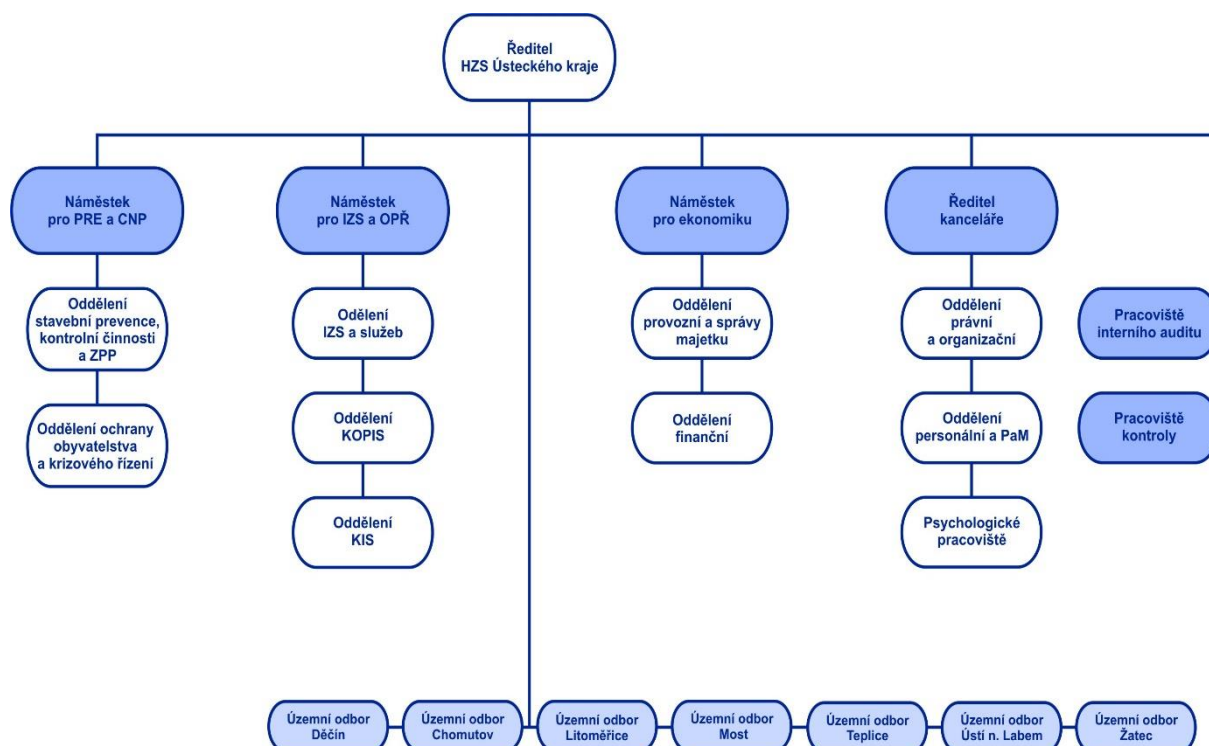 Ředitel
HZS Ústeckého kraje
Náměstek
pro PRE a CNP
Náměstek
pro IZS a OPŘ
Náměstek
pro ekonomiku
Ředitel
kanceláře
Oddělení
stavební prevence,
kontrolní činnosti
a ZPP
Odělení
IZS a služeb
Oddělení
provozní a správy
majetku
Oddělení
právní
a organizační
Pracoviště
interního auditu
Oddělení ochrany
obyvatelstva
a krizového řízení
Oddělení
KOPIS
Oddělení
finanční
Oddělení
personální a PaM
Pracoviště
kontroly
Oddělení
KIS
Psychologické
pracoviště
Územní odbor
Děčín
Územní odbor
Chomutov
Územní odbor
Litoměřice
Územní odbor
Most
Územní odbor
Teplice
Územní odbor
Ústí n. Labem
Územní odbor
Žatec